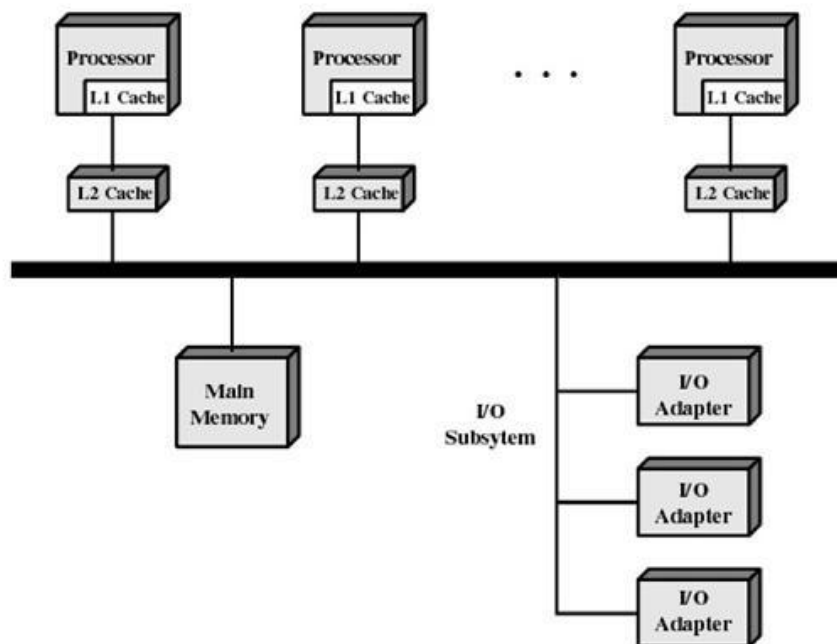 Processor
L1 Cache
L2 Cache
Processor
L1 Cache
L2 Cache
. . .
Processor
L1 Cache
L2 Cache
Main
Memory
I/O
Subsytem
I/O
Adapter
I/O
Adapter
I/O
Adapter